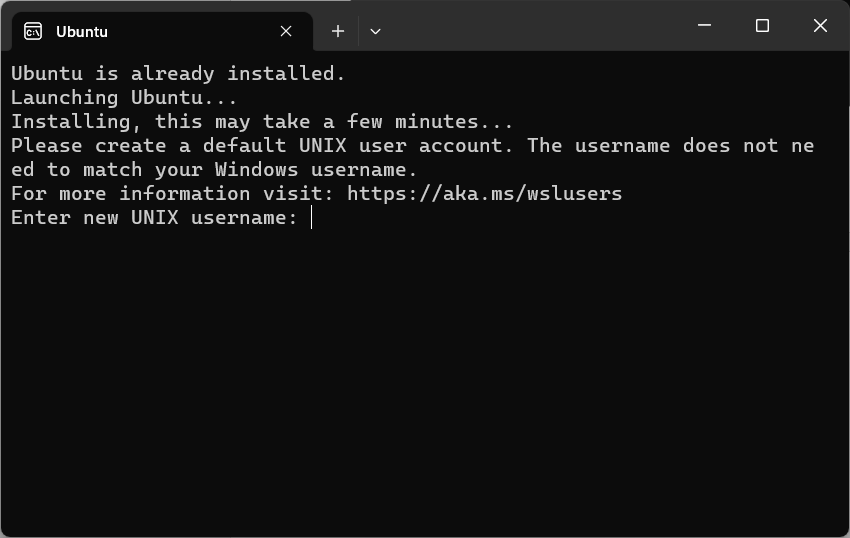 Ubuntu
Ubuntu is already installed.
Launching Ubuntu...
Installing, this may take a few minutes...
Please create a default UNIX user account. The username does not ne
ed to match your Windows username.
For more information visit: https://aka.ms/wslusers
Enter new UNIX username: